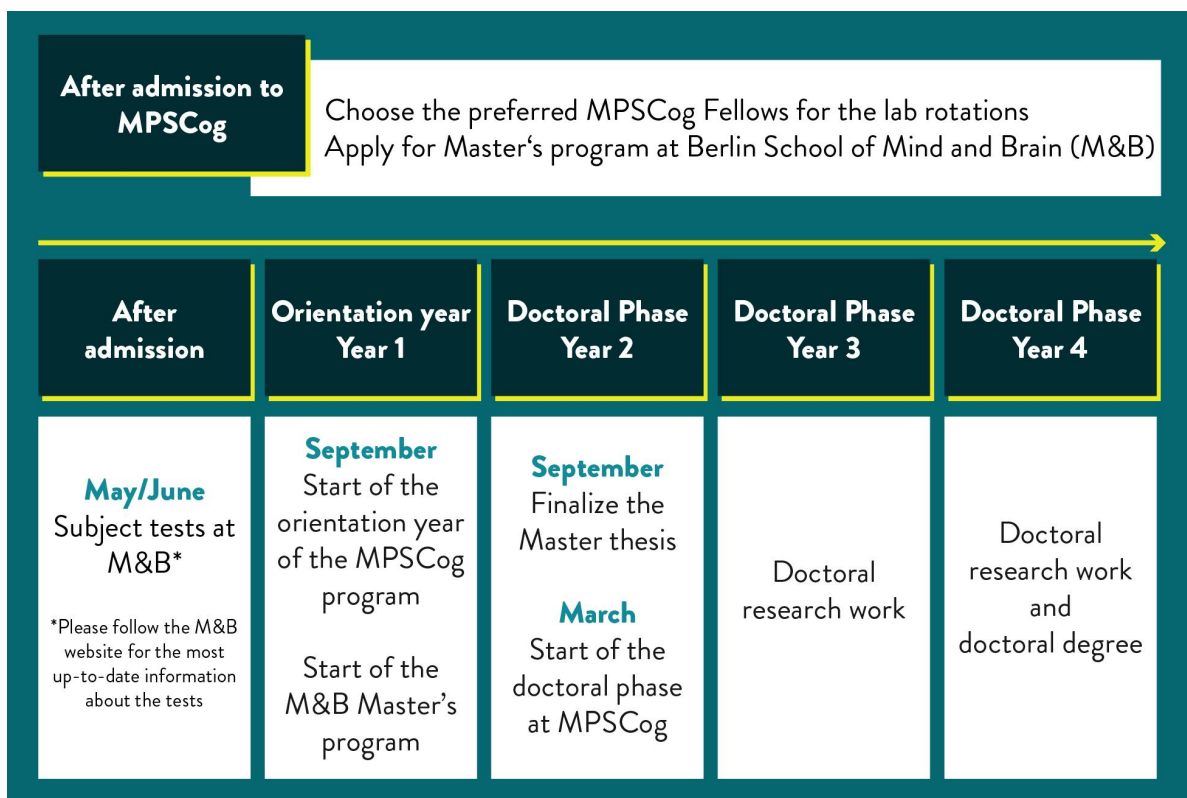 After admission to
MPSCog
Choose the preferred MPSCog Fellows for the lab rotations
Apply for Master‘s program at Berlin School of Mind and Brain (M&B)
After
admission
Orientation year
Year 1
Doctoral Phase
Year 2
Doctoral Phase
Year 3
Doctoral Phase
Year 4
May/June
Subject tests at
M&B*
*Please follow the M&B
website for the most
up-to-date information
about the tests
September
Start of the
orientation year
of the MPSCog
program
Start of the
M&B Master’s
program
September
Finalize the
Master thesis
March
Start of the
doctoral phase
at MPSCog
Doctoral
research work
Doctoral
research work
and
doctoral degree